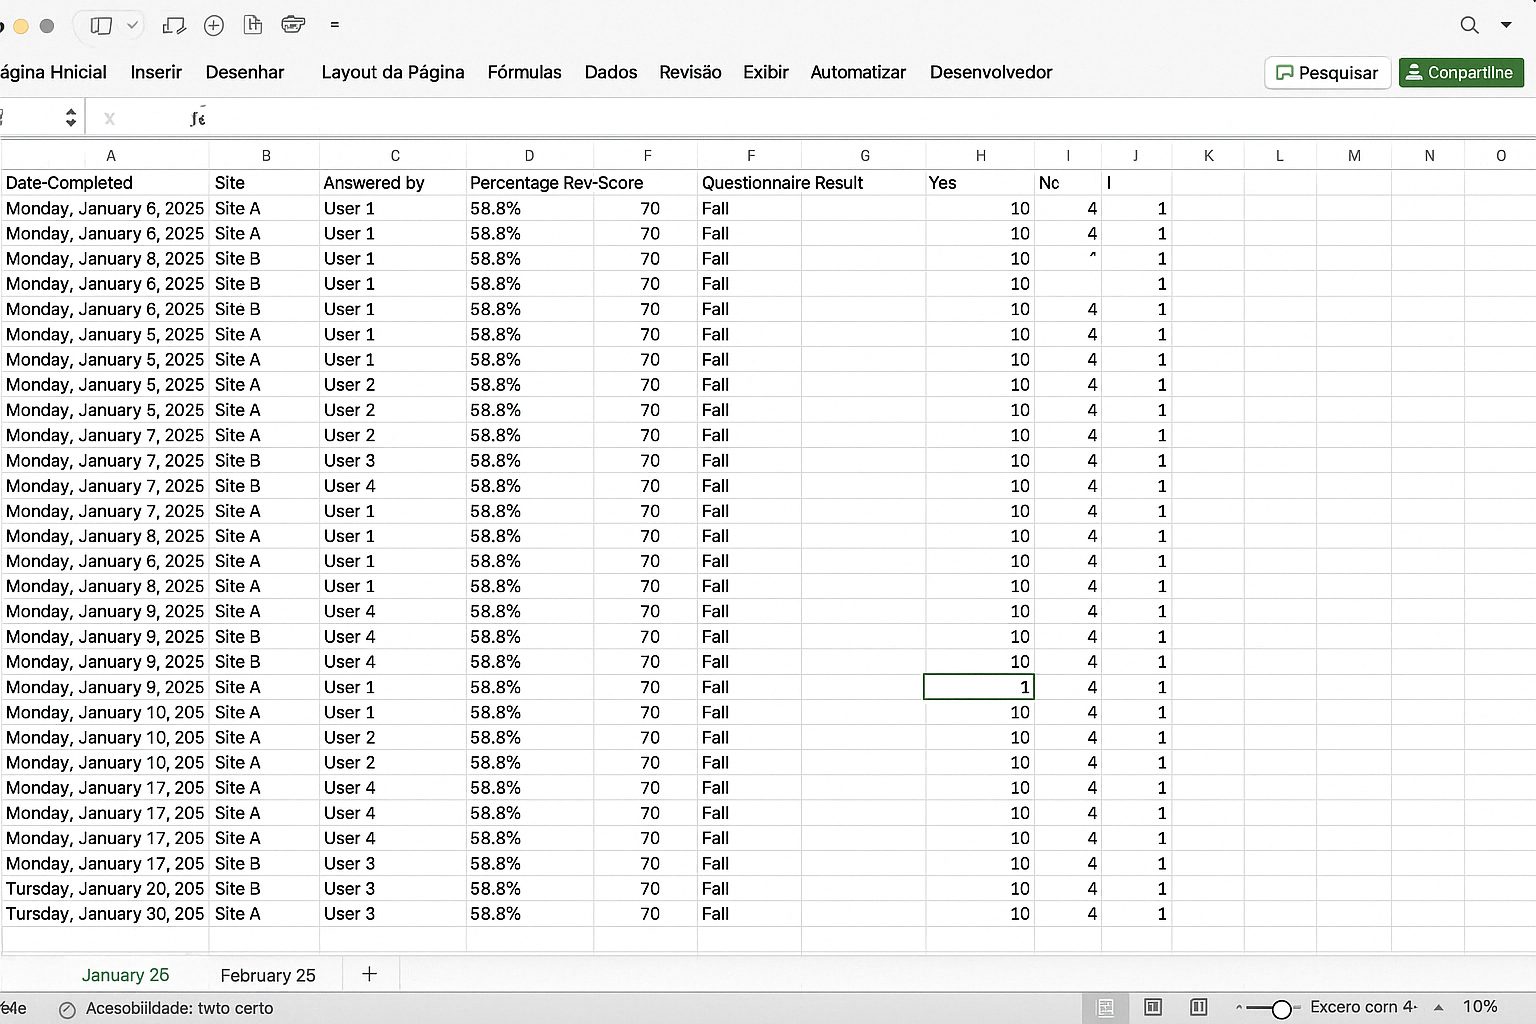 =
ágina Hnicial Inserir Desenhar Layout da Página Fórmulas Dados Revisão Exibir Automatizar Desenvolvedor Pesquisar Conpartilne
x
A B C D F F G H I J K L M N O
Date-Completed Site Answered by Percentage Rev-Score Questionnaire Result Yes Nc I
Monday, January 6, 2025 Site A User 1 58.8% 70 Fall 10 4 1
Monday, January 6, 2025 Site A User 1 58.8% 70 Fall 10 4 1
Monday, January 8, 2025 Site B User 1 58.8% 70 Fall 10 1
Monday, January 6, 2025 Site B User 1 58.8% 70 Fall 10 1
Monday, January 6, 2025 Site B User 1 58.8% 70 Fall 10 4 1
Monday, January 5, 2025 Site A User 1 58.8% 70 Fall 10 4 1
Monday, January 5, 2025 Site A User 1 58.8% 70 Fall 10 4 1
Monday, January 5, 2025 Site A User 2 58.8% 70 Fall 10 4 1
Monday, January 5, 2025 Site A User 2 58.8% 70 Fall 10 4 1
Monday, January 7, 2025 Site A User 2 58.8% 70 Fall 10 4 1
Monday, January 7, 2025 Site B User 3 58.8% 70 Fall 10 4 1
Monday, January 7, 2025 Site B User 4 58.8% 70 Fall 10 4 1
Monday, January 7, 2025 Site A User 1 58.8% 70 Fall 10 4 1
Monday, January 8, 2025 Site A User 1 58.8% 70 Fall 10 4 1
Monday, January 6, 2025 Site A User 1 58.8% 70 Fall 10 4 1
Monday, January 8, 2025 Site A User 1 58.8% 70 Fall 10 4 1
Monday, January 9, 2025 Site A User 4 58.8% 70 Fall 10 4 1
Monday, January 9, 2025 Site B User 4 58.8% 70 Fall 10 4 1
Monday, January 9, 2025 Site B User 4 58.8% 70 Fall 10 4 1
Monday, January 9, 2025 Site A User 1 58.8% 70 Fall 1 4 1
Monday, January 10, 205 Site A User 1 58.8% 70 Fall 10 4 1
Monday, January 10, 205 Site A User 2 58.8% 70 Fall 10 4 1
Monday, January 10, 205 Site A User 2 58.8% 70 Fall 10 4 1
Monday, January 17, 205 Site A User 4 58.8% 70 Fall 10 4 1
Monday, January 17, 205 Site A User 4 58.8% 70 Fall 10 4 1
Monday, January 17, 205 Site A User 4 58.8% 70 Fall 10 4 1
Monday, January 17, 205 Site B User 3 58.8% 70 Fall 10 4 1
Tursday, January 20, 205 Site B User 3 58.8% 70 Fall 10 4 1
Tursday, January 30, 205 Site A User 3 58.8% 70 Fall 10 4 1
January 25 February 25 +
Acesobiildade: twto certo Excero corn 4 10%